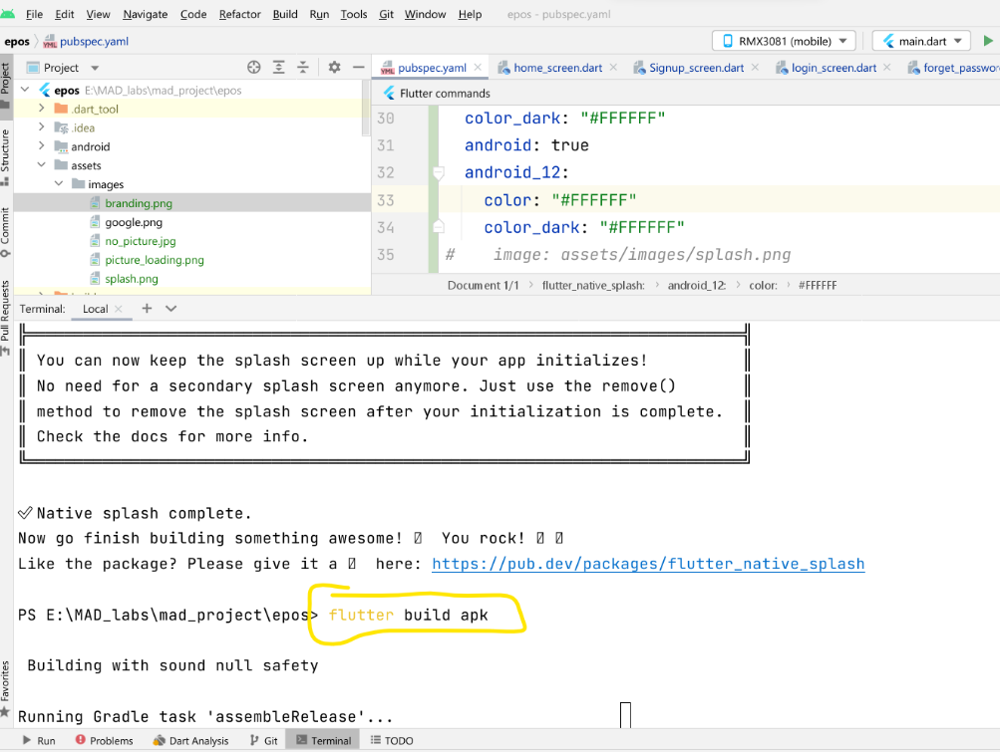 File Edit View Navigate Code Refactor Build Run Tools Git Window Help epos - pubspec.yaml
epos pubspec.yaml RMX3081 (mobile) main.dart
Project
Project pubspec.yaml home_screen.dart Signup_screen.dart login_screen.dart forget_passwor
epos E:\MAD_labs\mad_project\epos
Flutter commands
.dart_tool
.idea
android
assets
images
branding.png
google.png
no_picture.jpg
picture_loading.png
splash.png
30 color_dark: "#FFFFFF"
31 android: true
32 android_12:
33 color: "#FFFFFF"
34 color_dark: "#FFFFFF"
35 # image: assets/images/splash.png
Document 1/1 flutter_native_splash: android_12: color: #FFFFFF
Structure
Commit
Pull Requests
Favorites
Terminal: Local
You can now keep the splash screen up while your app initializes!
No need for a secondary splash screen anymore. Just use the remove()
method to remove the splash screen after your initialization is complete.
Check the docs for more info.
✅Native splash complete.
Now go finish building something awesome! You rock!
Like the package? Please give it a here: https://pub.dev/packages/flutter_native_splash
PS E:\MAD_labs\mad_project\epos> flutter build apk
Building with sound null safety
Running Gradle task 'assembleRelease'...
Run Problems Dart Analysis Git Terminal TODO